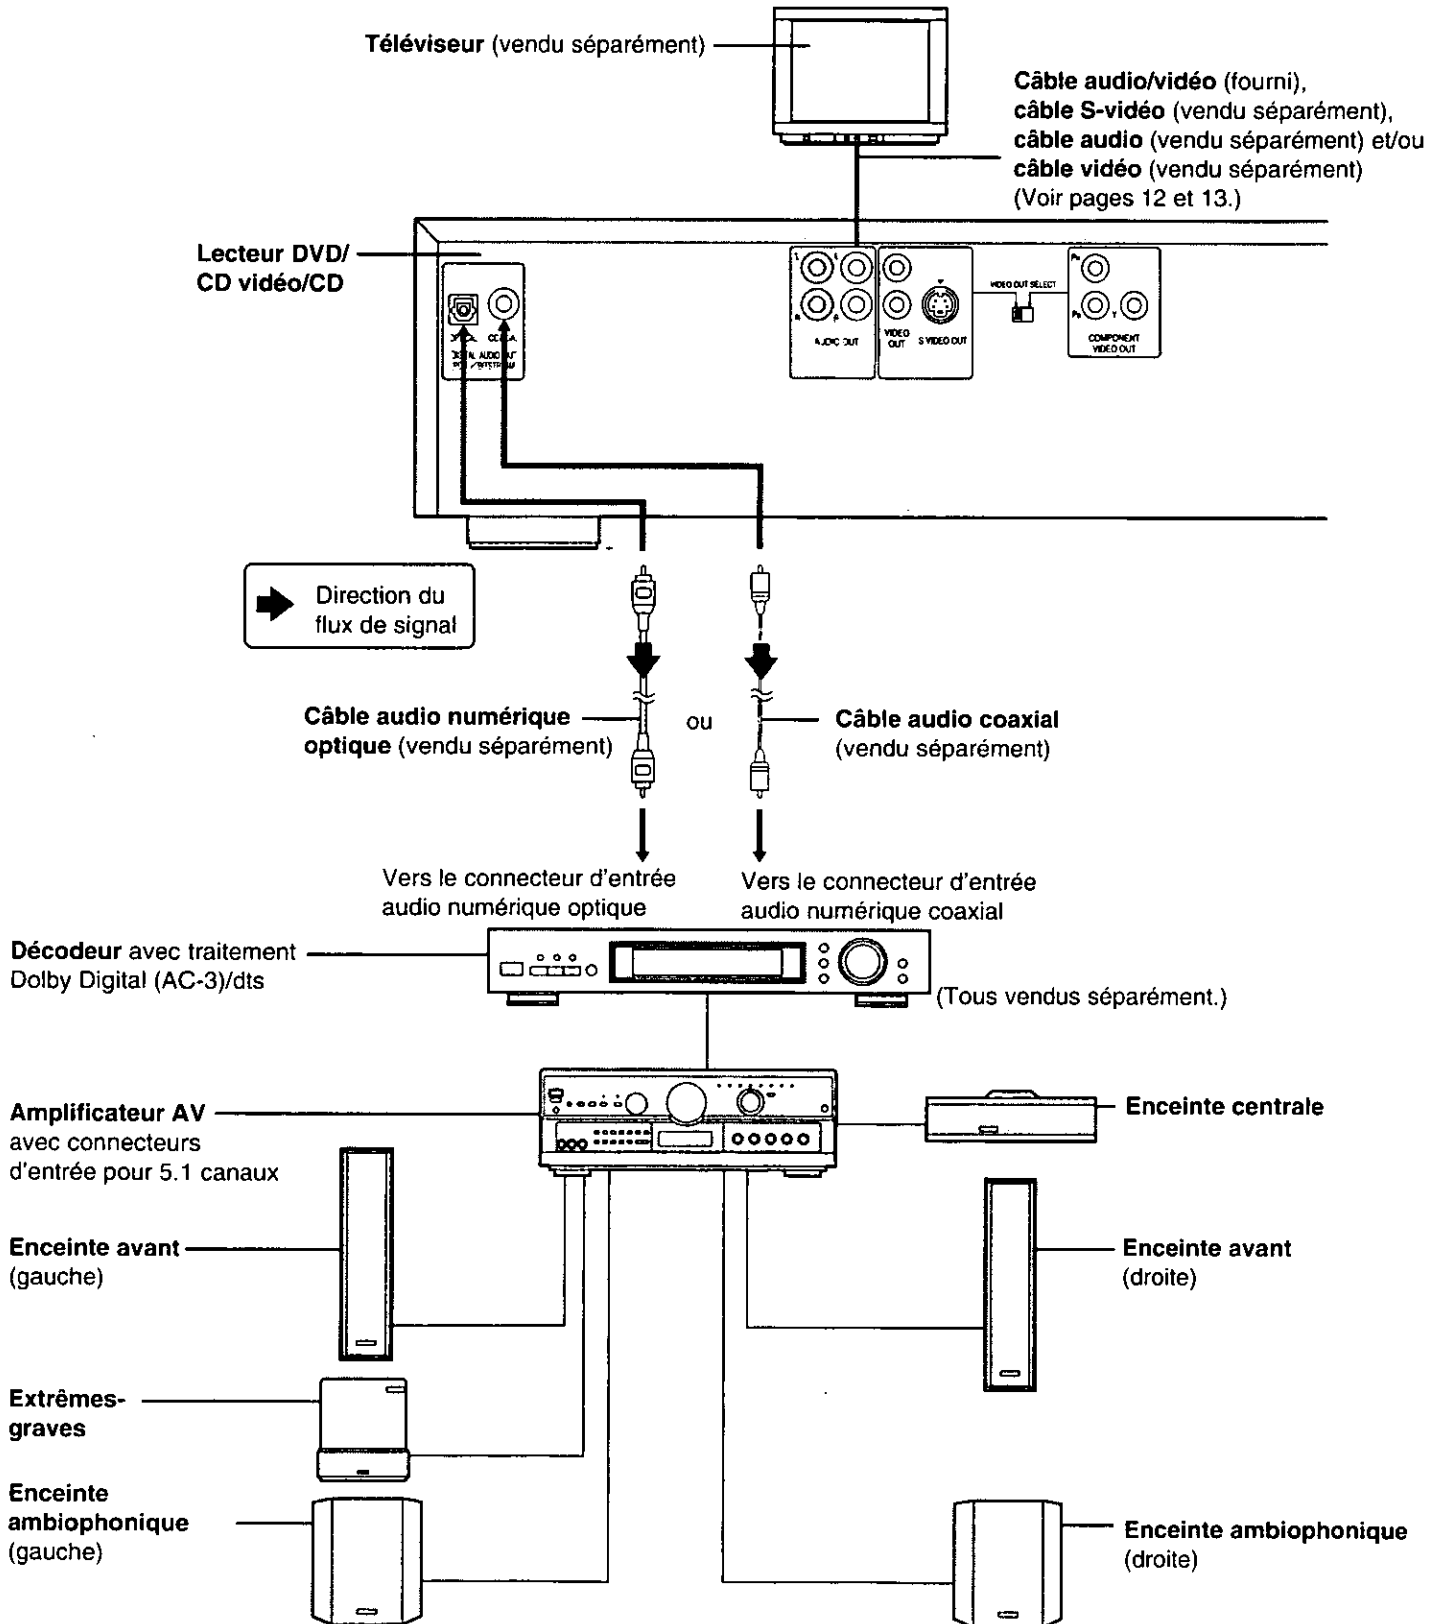 Téléviseur (vendu séparément)
Câble audio/vidéo (fourni),
câble S-vidéo (vendu séparément),
câble audio (vendu séparément) et/ou
câble vidéo (vendu séparément)
(Voir pages 12 et 13.)
Lecteur DVD/
CD vidéo/CD
L
R
AUDIO OUT
VIDEO
OUT
S VIDEO OUT
VIDEO OUT SELECT
Y
COMPONENT
VIDEO OUT
AUDIO
Direction du
flux de signal
Câble audio numérique
optique (vendu séparément)
ou
Câble audio coaxial
(vendu séparément)
Vers le connecteur d'entrée
audio numérique optique
Vers le connecteur d'entrée
audio numérique coaxial
Décodeur avec traitement
Dolby Digital (AC-3)/dts
(Tous vendus séparément.)
Amplificateur AV
avec connecteurs
d'entrée pour 5.1 canaux
Enceinte centrale
Enceinte avant
(gauche)
Enceinte avant
(droite)
Extrêmes-
graves
Enceinte
ambiophonique
(gauche)
Enceinte ambiophonique
(droite)